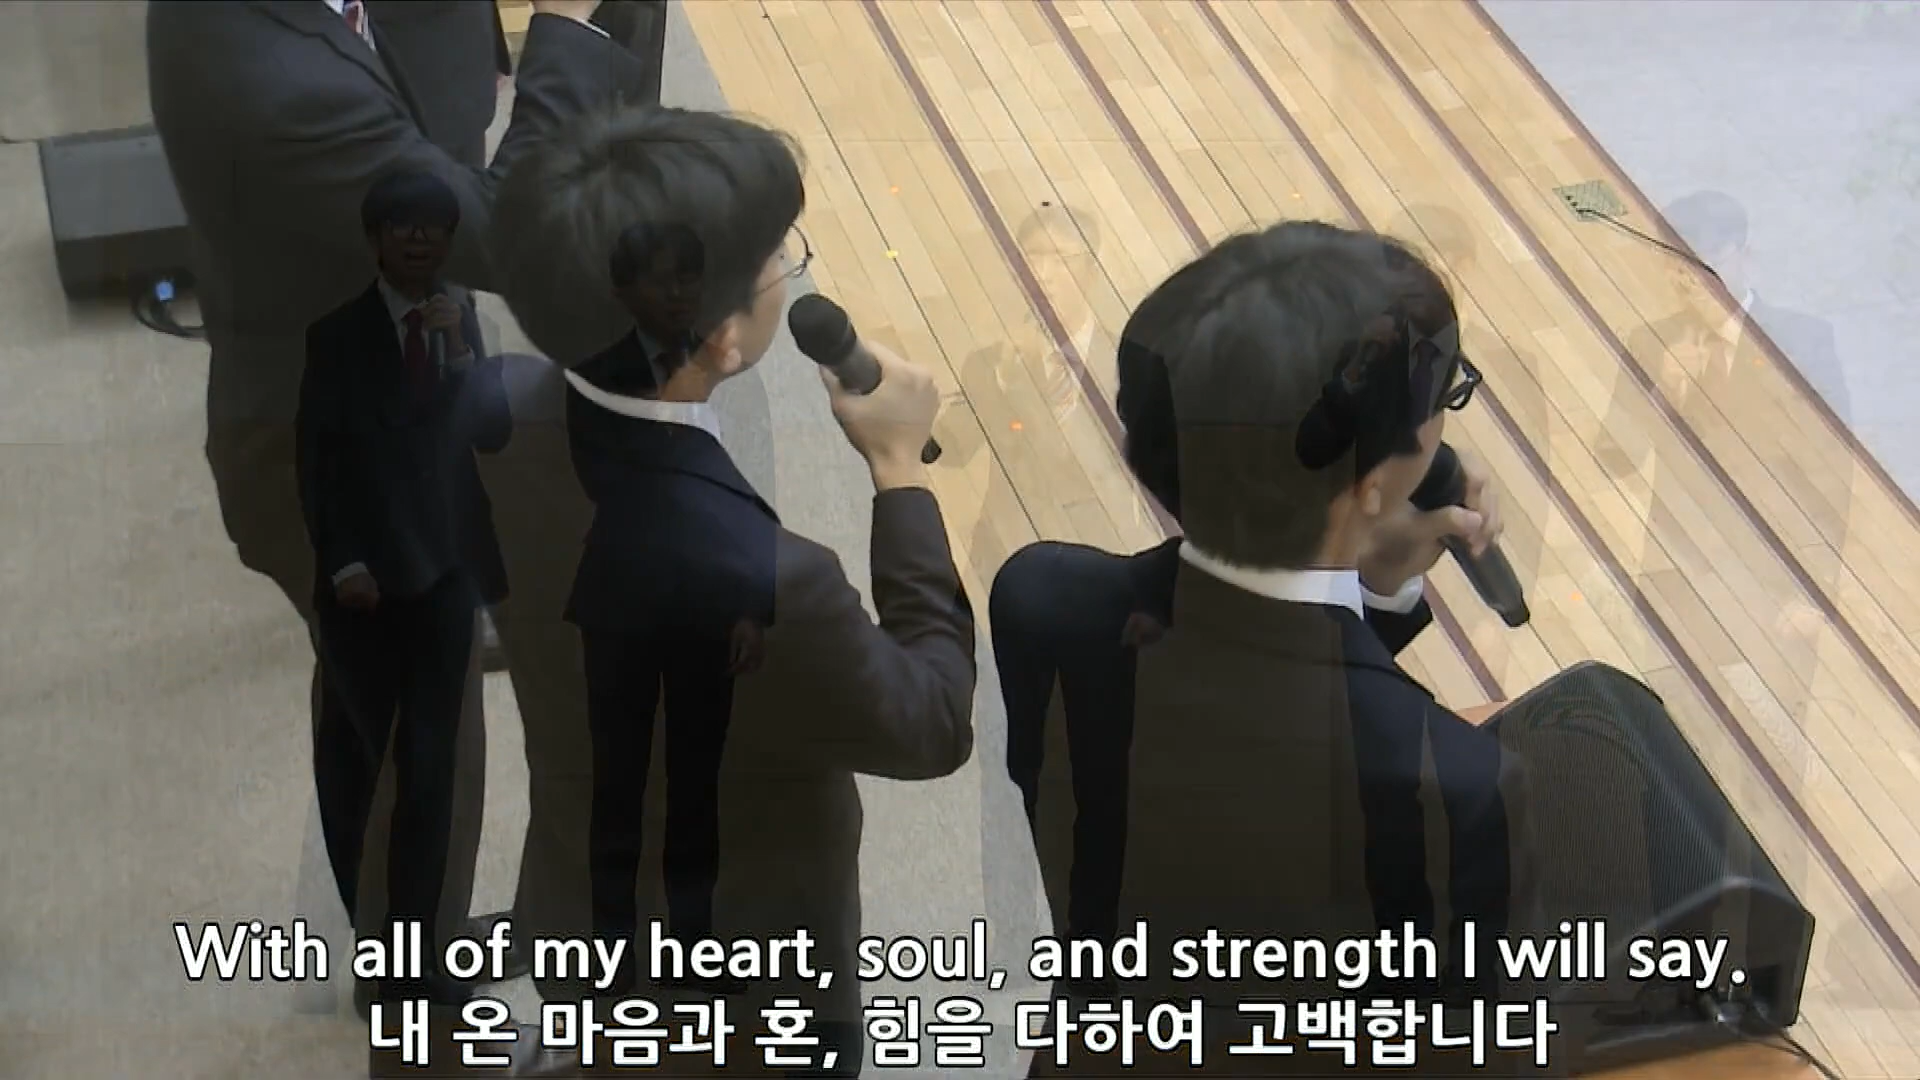 With all of my heart, soul, and strength I will say.
내 온 마음과 혼, 힘을 다하여 고백합니다